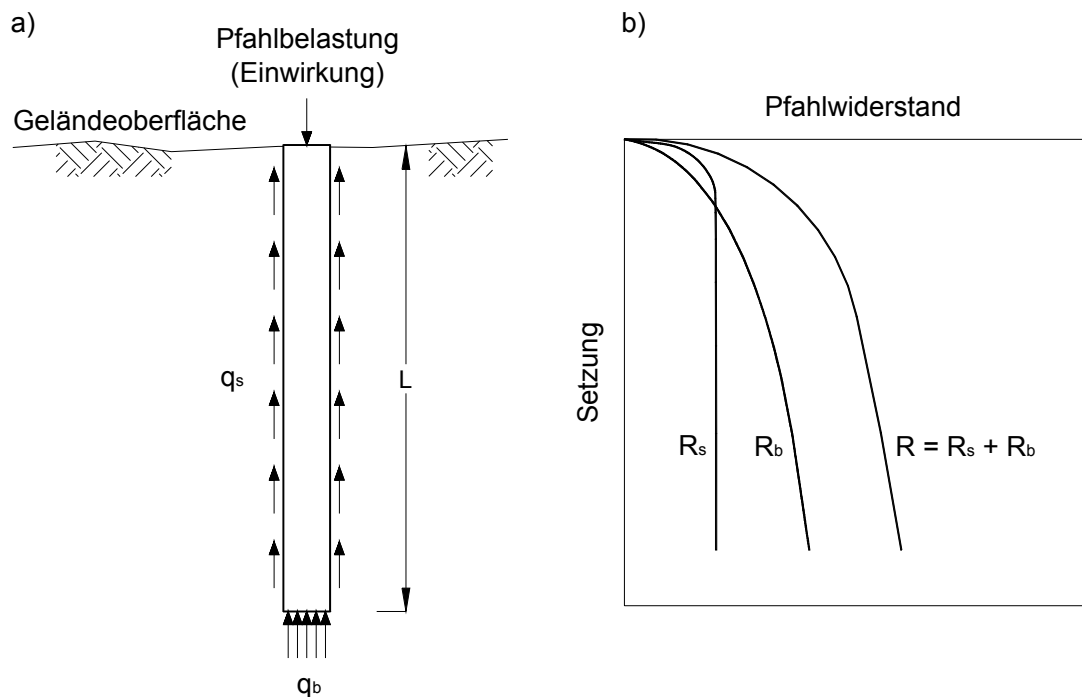 a)
Pfahlbelastung
(Einwirkung)
Geländeoberfläche
qs
L
qb
b)
Pfahlwiderstand
Setzung
Rs
Rb
R = Rs + Rb